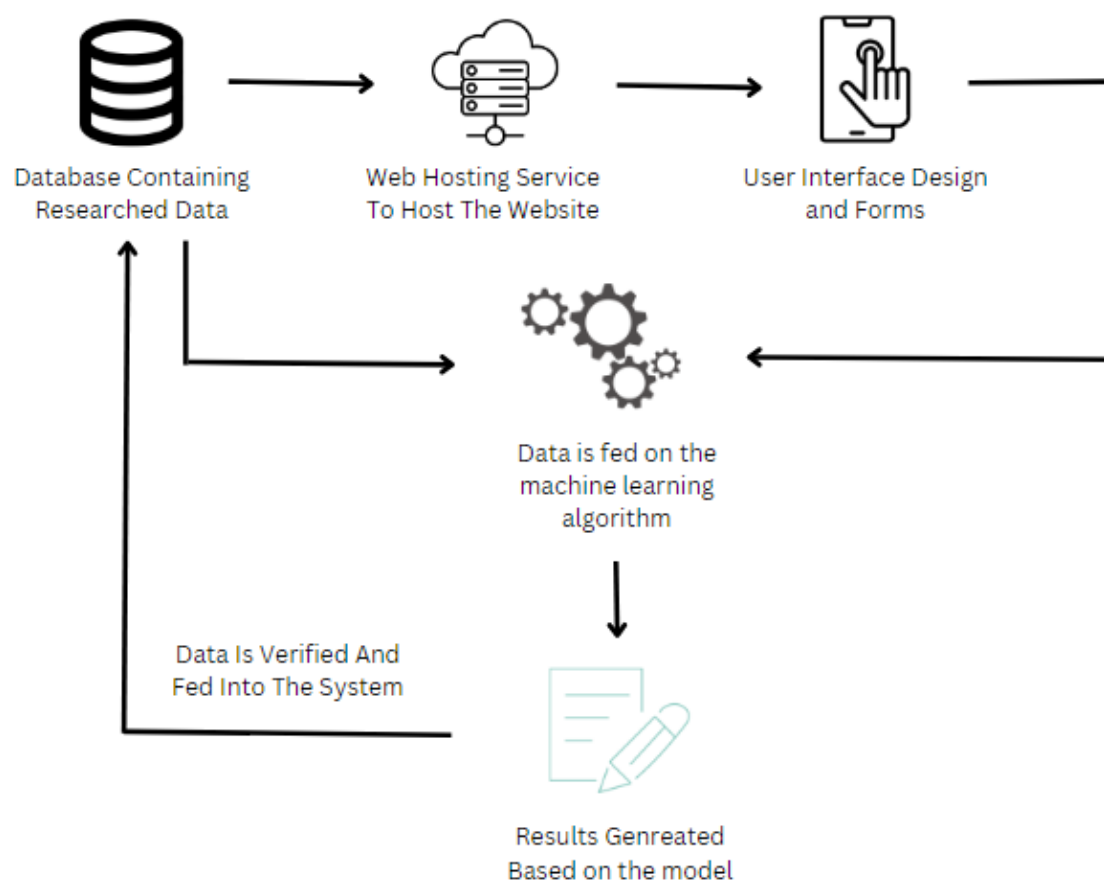 Database Containing
Researched Data
Web Hosting Service
To Host The Website
User Interface Design
and Forms
Data is fed on the
machine learning
algorithm
Data Is Verified And
Fed Into The System
Results Genreated
Based on the model